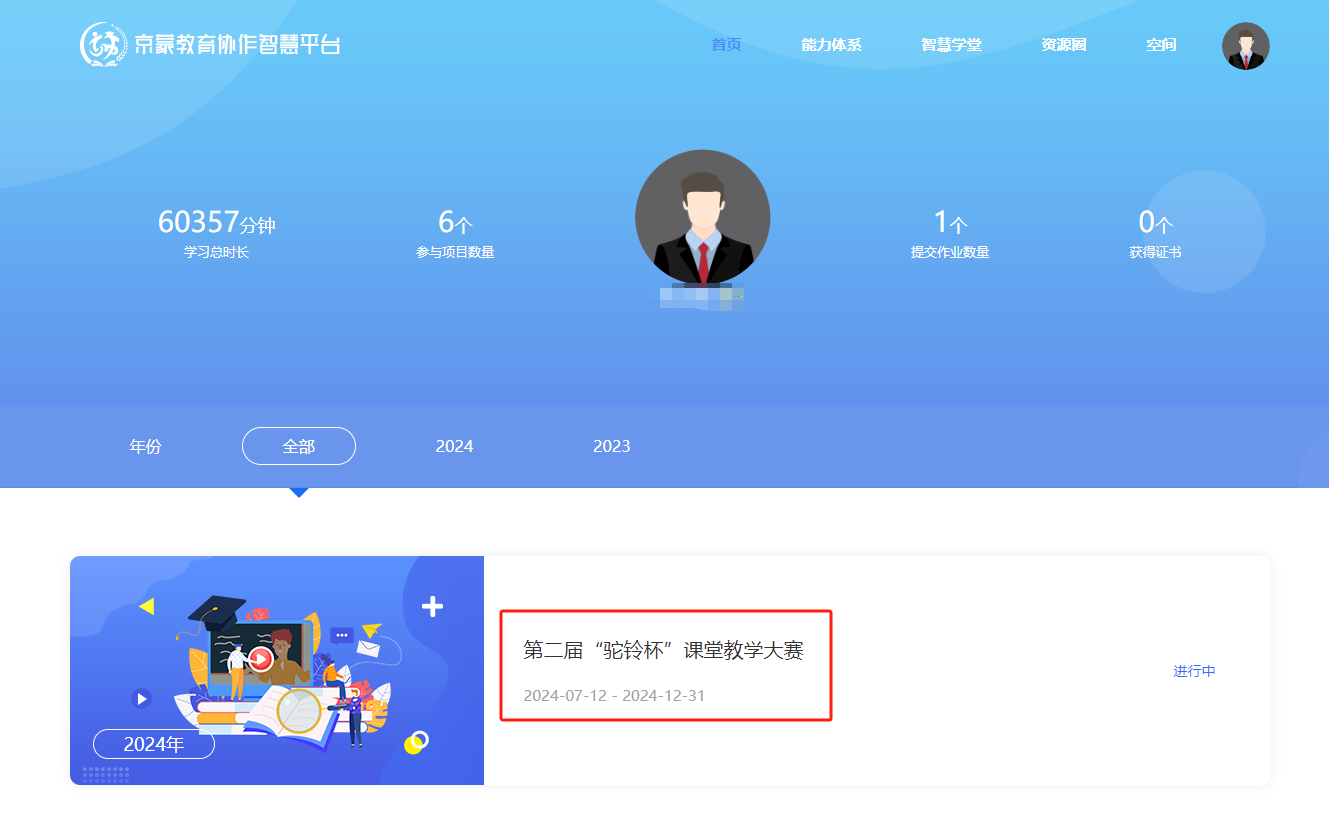 京蒙教育协作智慧平台
首页 能力体系 智慧学堂 资源圈 空间
60357分钟
学习总时长
6个
参与项目数量
1个
提交作业数量
0个
获得证书
年份 全部 2024 2023
2024年
第二届“驼铃杯”课堂教学大赛
2024-07-12 - 2024-12-31
进行中